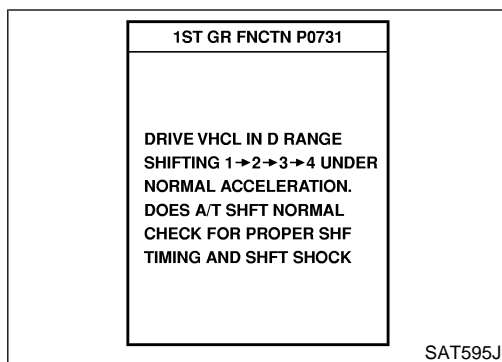 1ST GR FNCTN P0731
DRIVE VHCL IN D RANGE
SHIFTING 1➔2➔3➔4 UNDER
NORMAL ACCELERATION.
DOES A/T SHFT NORMAL
CHECK FOR PROPER SHF
TIMING AND SHFT SHOCK
SAT595J